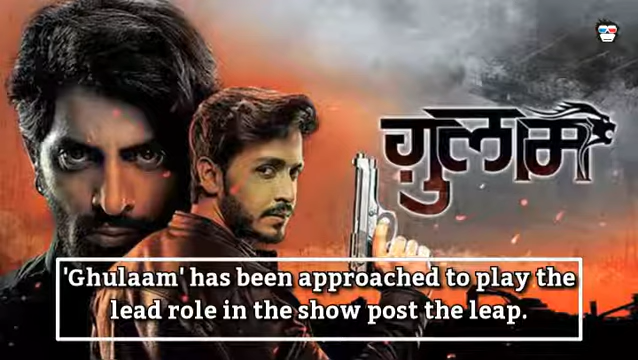 ग़ुलाम
'Ghulaam' has been approached to play the
lead role in the show post the leap.